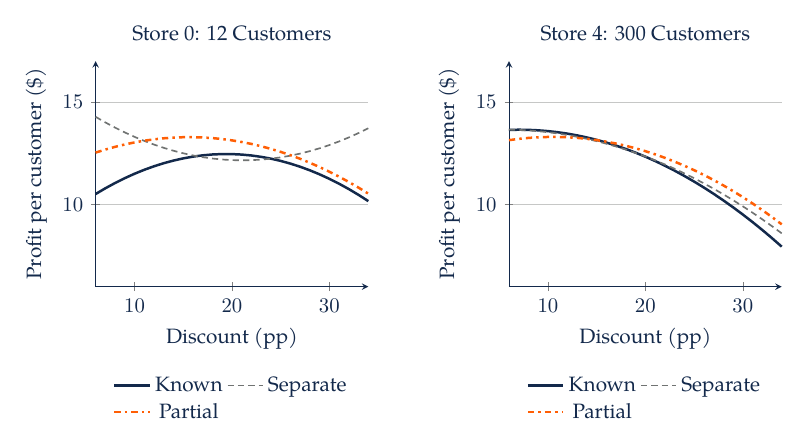 Store 0: 12 Customers
Profit per customer ($)
15
10
10
20
30
Discount (pp)
Known
Separate
Partial
Store 4: 300 Customers
Profit per customer ($)
15
10
10
20
30
Discount (pp)
Known
Separate
Partial